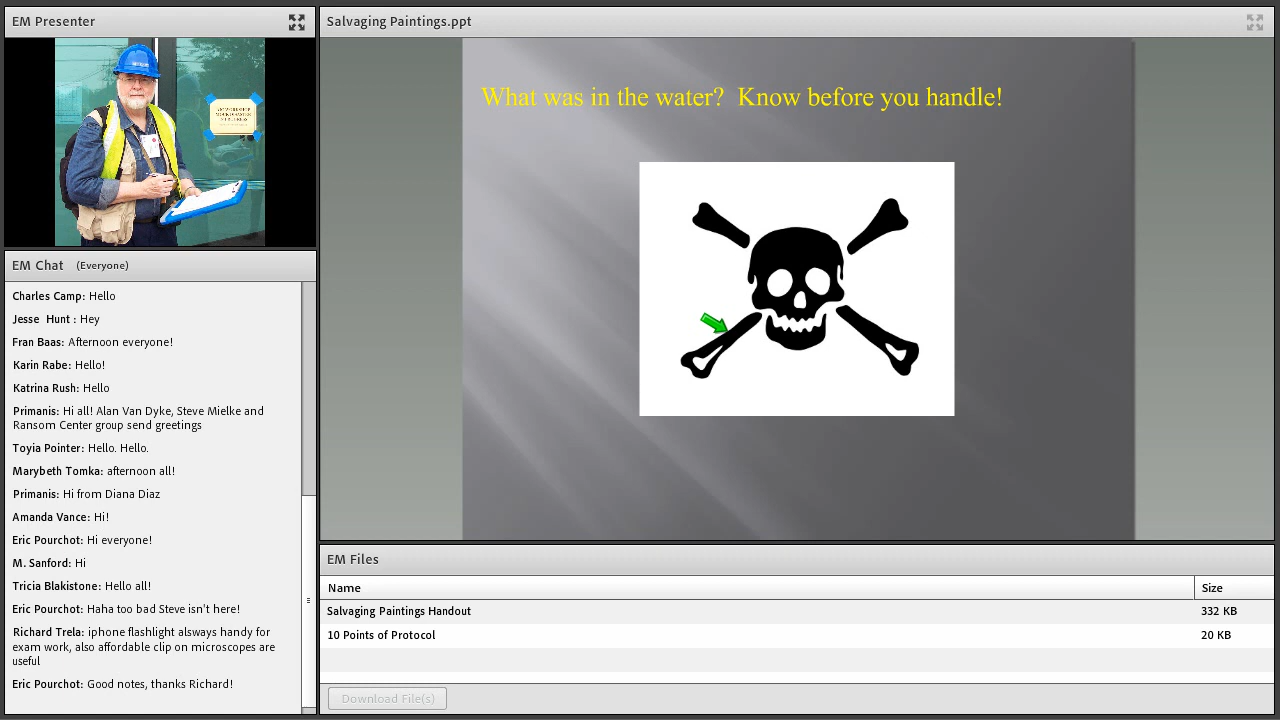 EM Presenter
EM Chat (Everyone)
Charles Camp: Hello
Jesse Hunt : Hey
Fran Baas: Afternoon everyone!
Karin Rabe: Hello!
Katrina Rush: Hello
Primanis: Hi all! Alan Van Dyke, Steve Mielke and
Ransom Center group send greetings
Toyia Pointer: Hello. Hello.
Marybeth Tomka: afternoon all!
Primanis: Hi from Diana Diaz
Amanda Vance: Hi!
Eric Pourchot: Hi everyone!
M. Sanford: Hi
Tricia Blakistone: Hello all!
Eric Pourchot: Haha too bad Steve isn't here!
Richard Trela: iphone flashlight alsways handy for
exam work, also affordable clip on microscopes are
useful
Eric Pourchot: Good notes, thanks Richard!
Salvaging Paintings.ppt
What was in the water? Know before you handle!
EM Files
Name Size
Salvaging Paintings Handout 332 KB
10 Points of Protocol 20 KB
Download File(s)